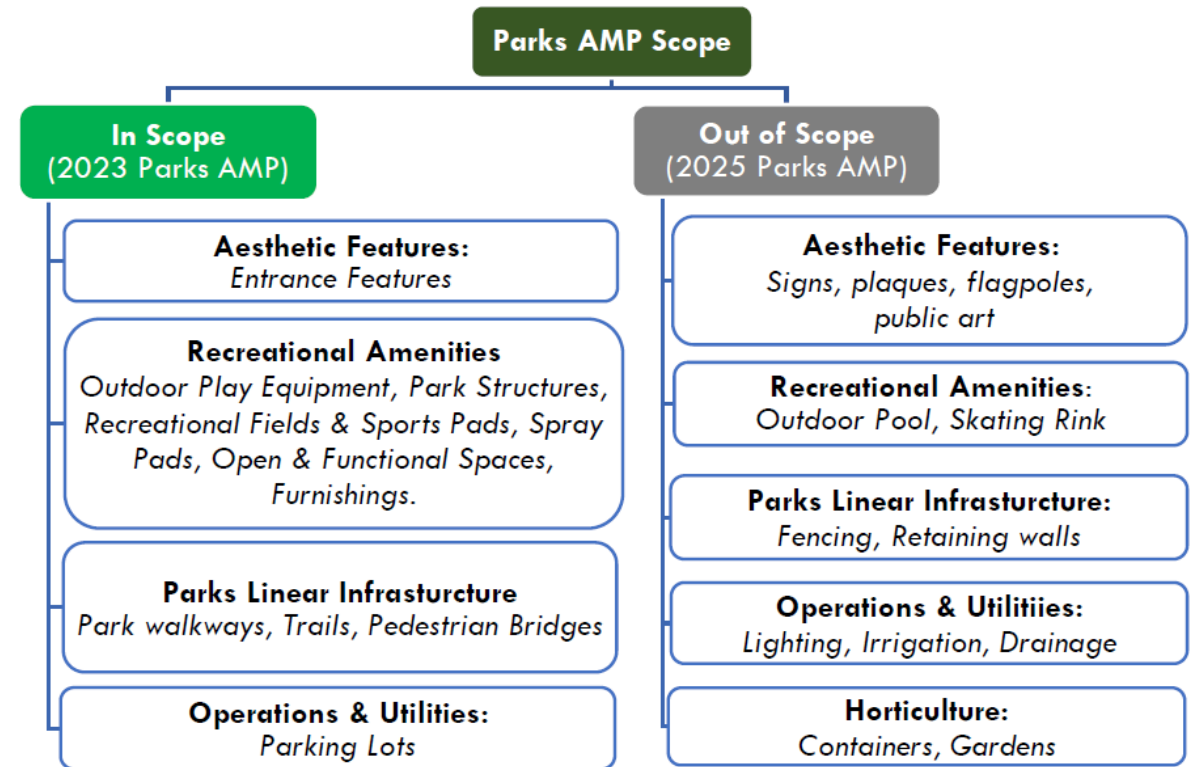 Parks AMP Scope
In Scope
(2023 Parks AMP)
Aesthetic Features:
Entrance Features
Recreational Amenities
Outdoor Play Equipment, Park Structures,
Recreational Fields & Sports Pads, Spray
Pads, Open & Functional Spaces,
Furnishings.
Parks Linear Infrasturcture
Park walkways, Trails, Pedestrian Bridges
Operations & Utilities:
Parking Lots
Out of Scope
(2025 Parks AMP)
Aesthetic Features:
Signs, plaques, flagpoles,
public art
Recreational Amenities:
Outdoor Pool, Skating Rink
Parks Linear Infrasturcture:
Fencing, Retaining walls
Operations & Utilitiies:
Lighting, Irrigation, Drainage
Horticulture:
Containers, Gardens